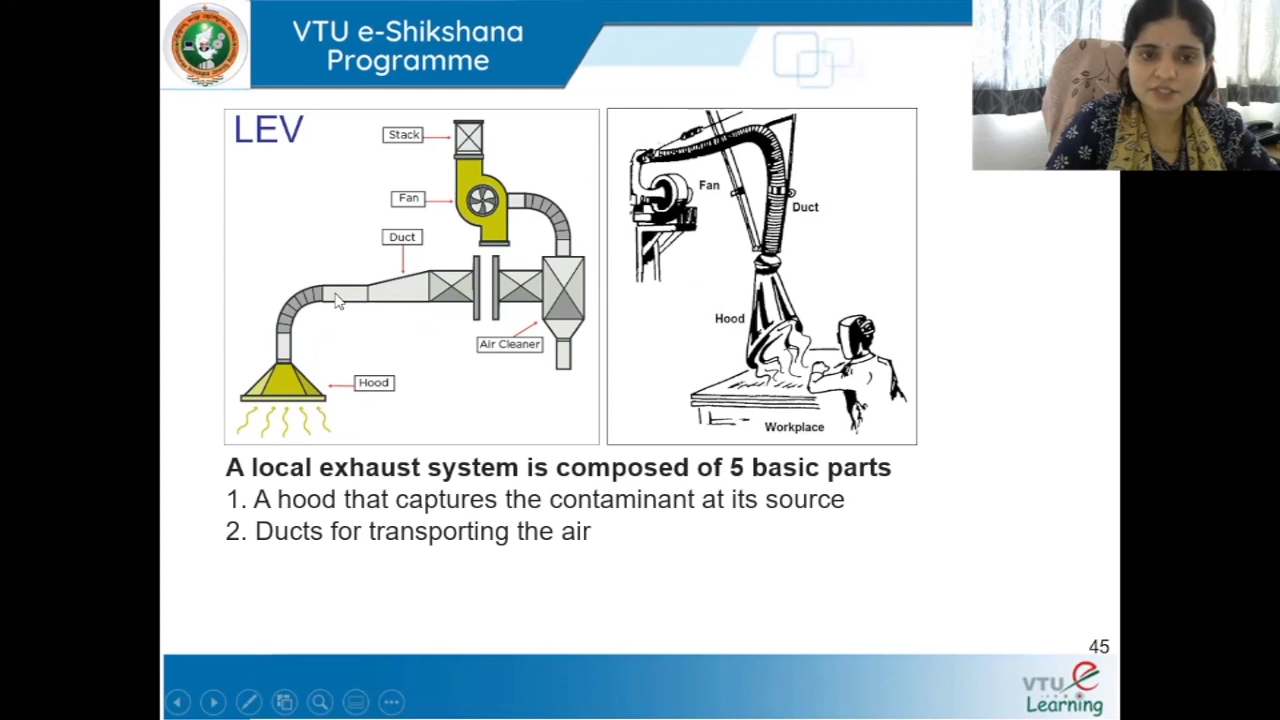 VTU e-Shikshana
Programme
LEV
Stack
Fan
Duct
Air Cleaner
Hood
Fan
Duct
Hood
Workplace
A local exhaust system is composed of 5 basic parts
1. A hood that captures the contaminant at its source
2. Ducts for transporting the air
45
VTU e
Learning